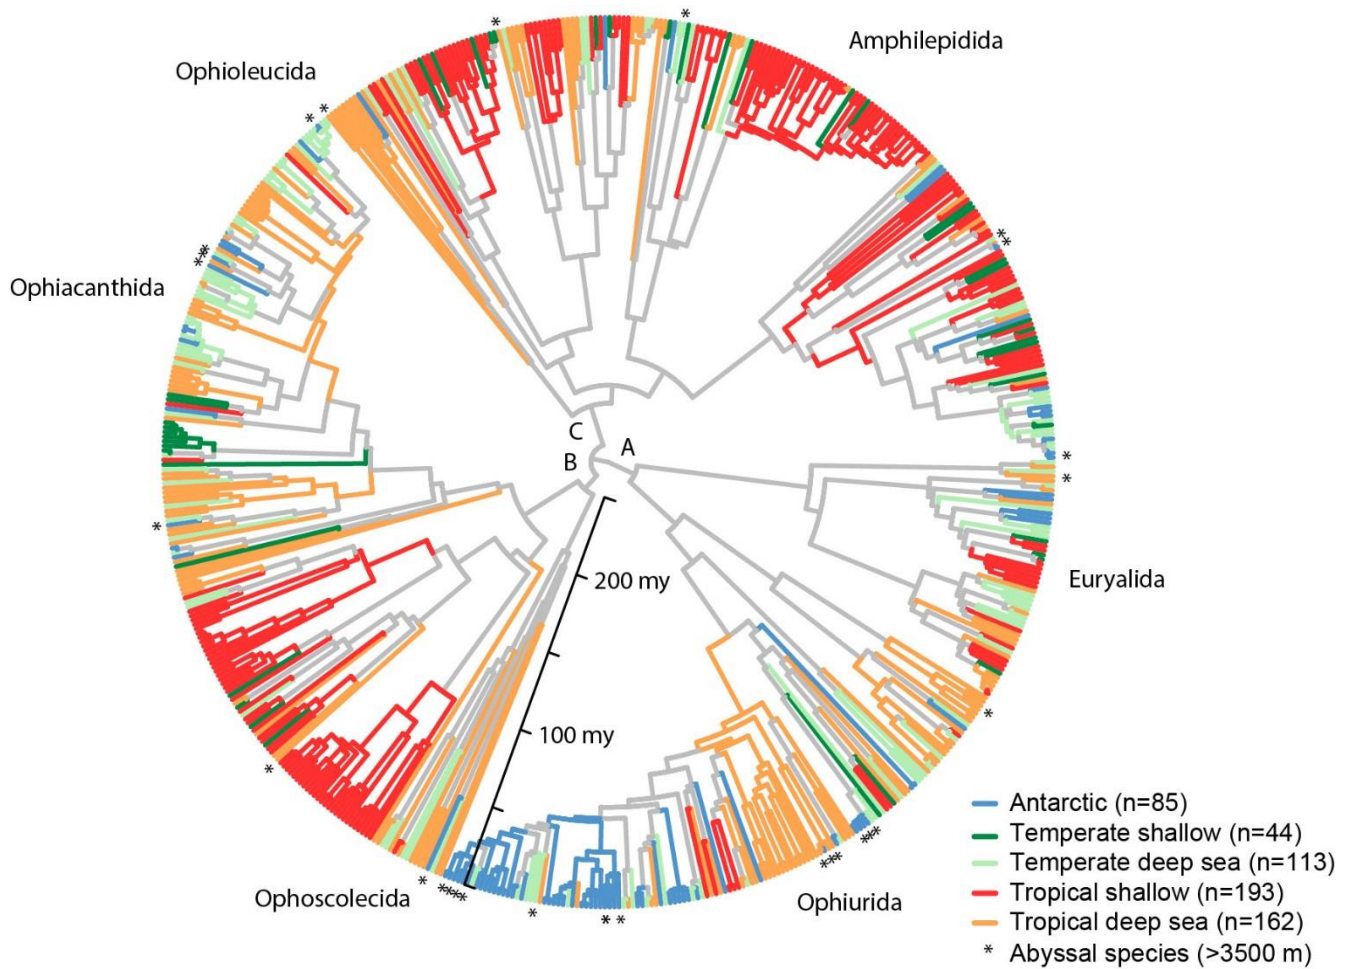 Amphilepidida
Ophioleucida
Ophiacanthida
C
A
B
Euryalida
200 my
100 my
Ophoscolecida
Ophiurida
Antarctic (n=85)
Temperate shallow (n=44)
Temperate deep sea (n=113)
Tropical shallow (n=193)
Tropical deep sea (n=162)
* Abyssal species (>3500 m)